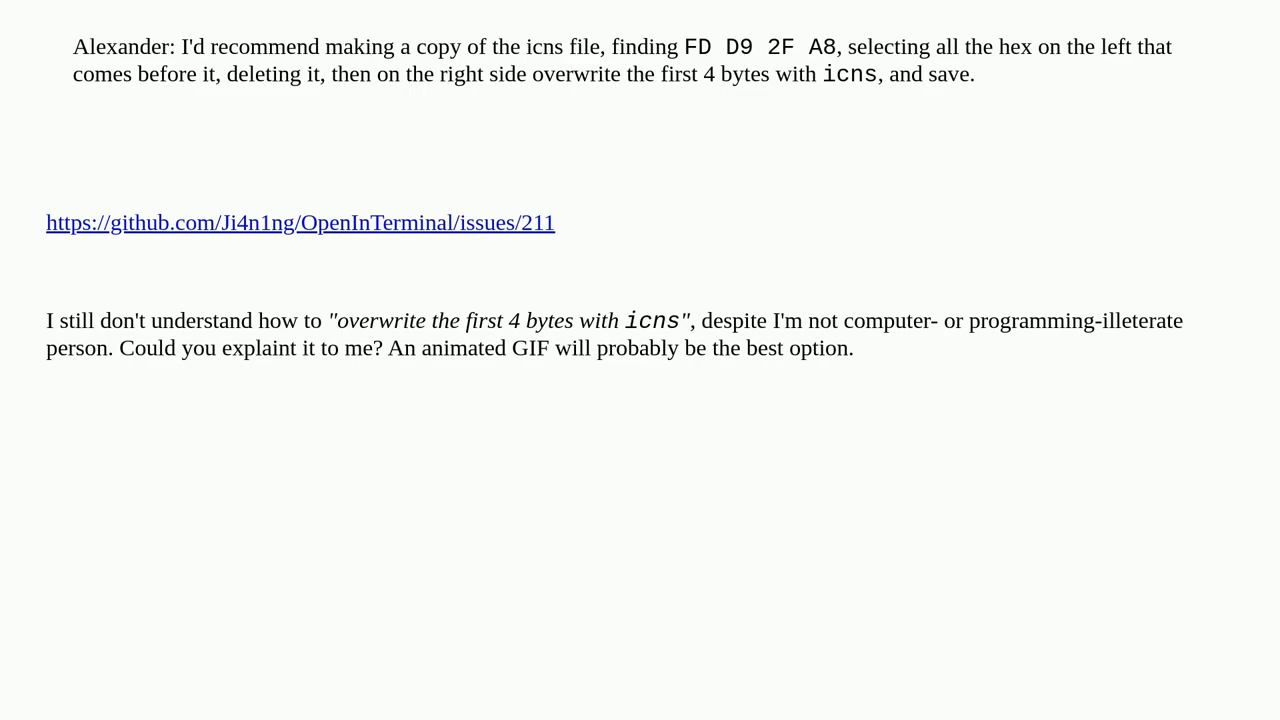 Alexander: I'd recommend making a copy of the icns file, finding FD D9 2F A8, selecting all the hex on the left that
comes before it, deleting it, then on the right side overwrite the first 4 bytes with icns, and save.
https://github.com/Ji4n1ng/OpenInTerminal/issues/211
I still don't understand how to "overwrite the first 4 bytes with icns", despite I'm not computer- or programming-illeterate
person. Could you explaint it to me? An animated GIF will probably be the best option.